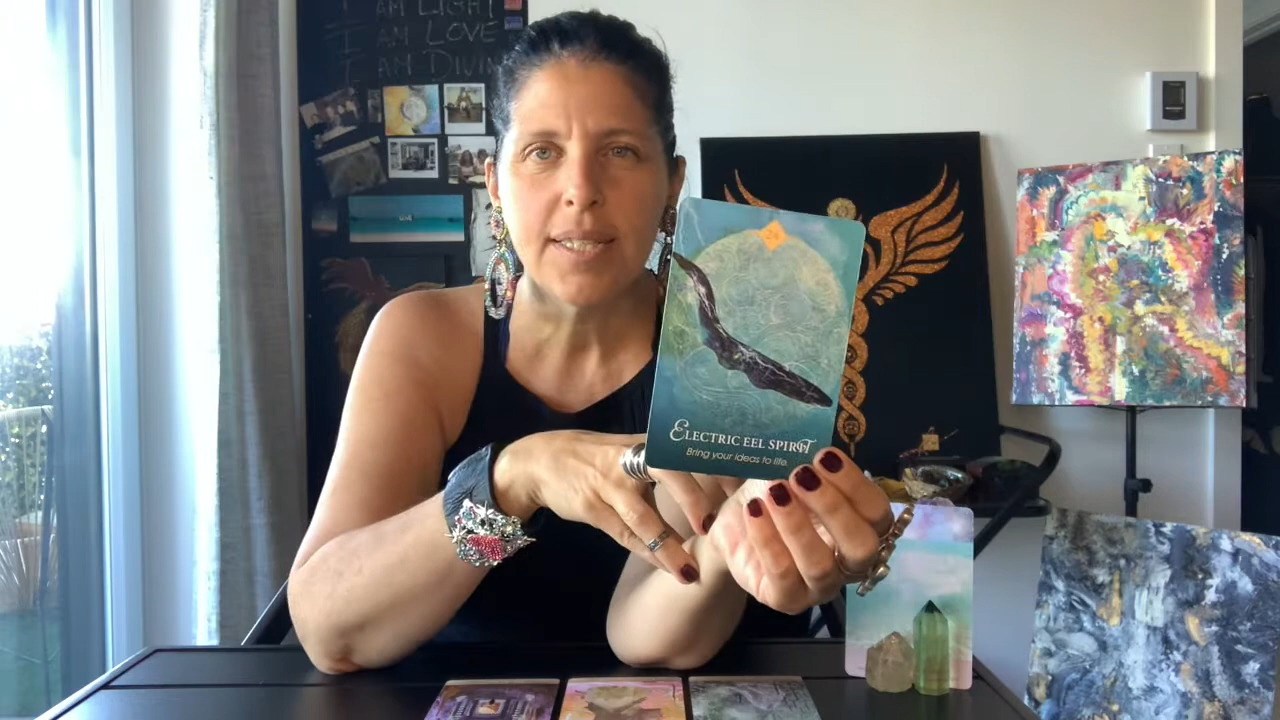 I AM LIGHT
I AM LOVE
I AM DIVIN
ELECTRIC EEL SPIRIT
Bring your ideas to life